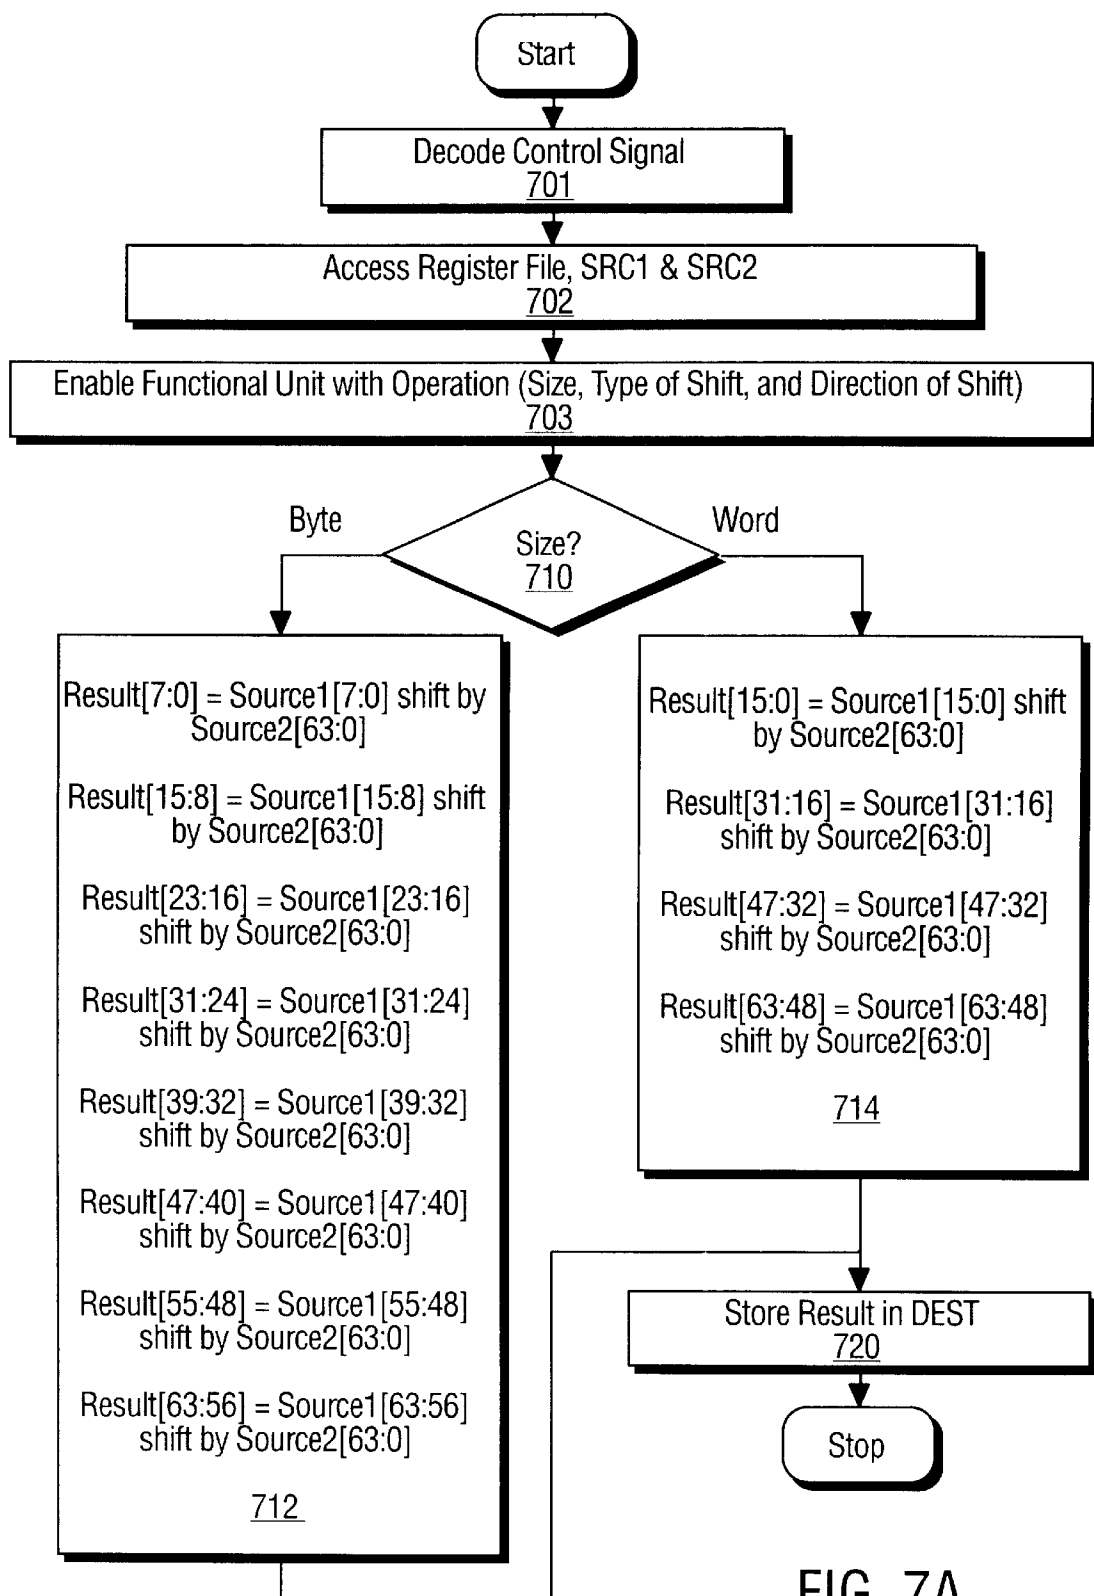 Start
Decode Control Signal
701
Access Register File, SRC1 & SRC2
702
Enable Functional Unit with Operation (Size, Type of Shift, and Direction of Shift)
703
Byte
Size?
710
Word
Result[7:0] = Source1[7:0] shift by
Source2[63:0]
Result[15:8] = Source1[15:8] shift
by Source2[63:0]
Result[23:16] = Source1[23:16]
shift by Source2[63:0]
Result[31:24] = Source1[31:24]
shift by Source2[63:0]
Result[39:32] = Source1[39:32]
shift by Source2[63:0]
Result[47:40] = Source1[47:40]
shift by Source2[63:0]
Result[55:48] = Source1[55:48]
shift by Source2[63:0]
Result[63:56] = Source1[63:56]
shift by Source2[63:0]
712
Result[15:0] = Source1[15:0] shift
by Source2[63:0]
Result[31:16] = Source1[31:16]
shift by Source2[63:0]
Result[47:32] = Source1[47:32]
shift by Source2[63:0]
Result[63:48] = Source1[63:48]
shift by Source2[63:0]
714
Store Result in DEST
720
Stop
FIG. 7A